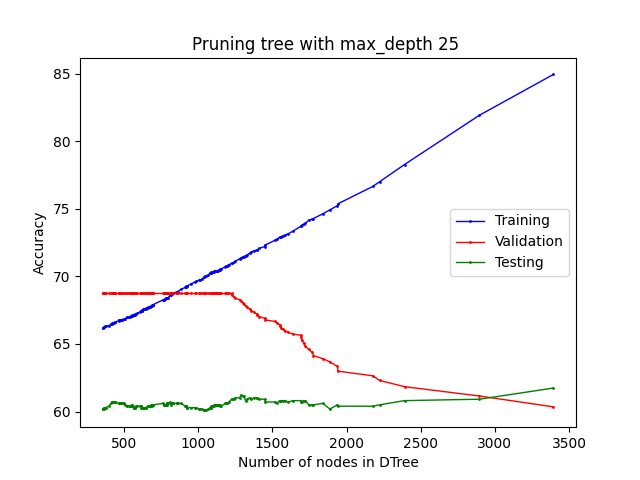 Pruning tree with max_depth 25
85
80
75
70
65
60
Accuracy
Training
Validation
Testing
500 1000 1500 2000 2500 3000 3500
Number of nodes in DTree